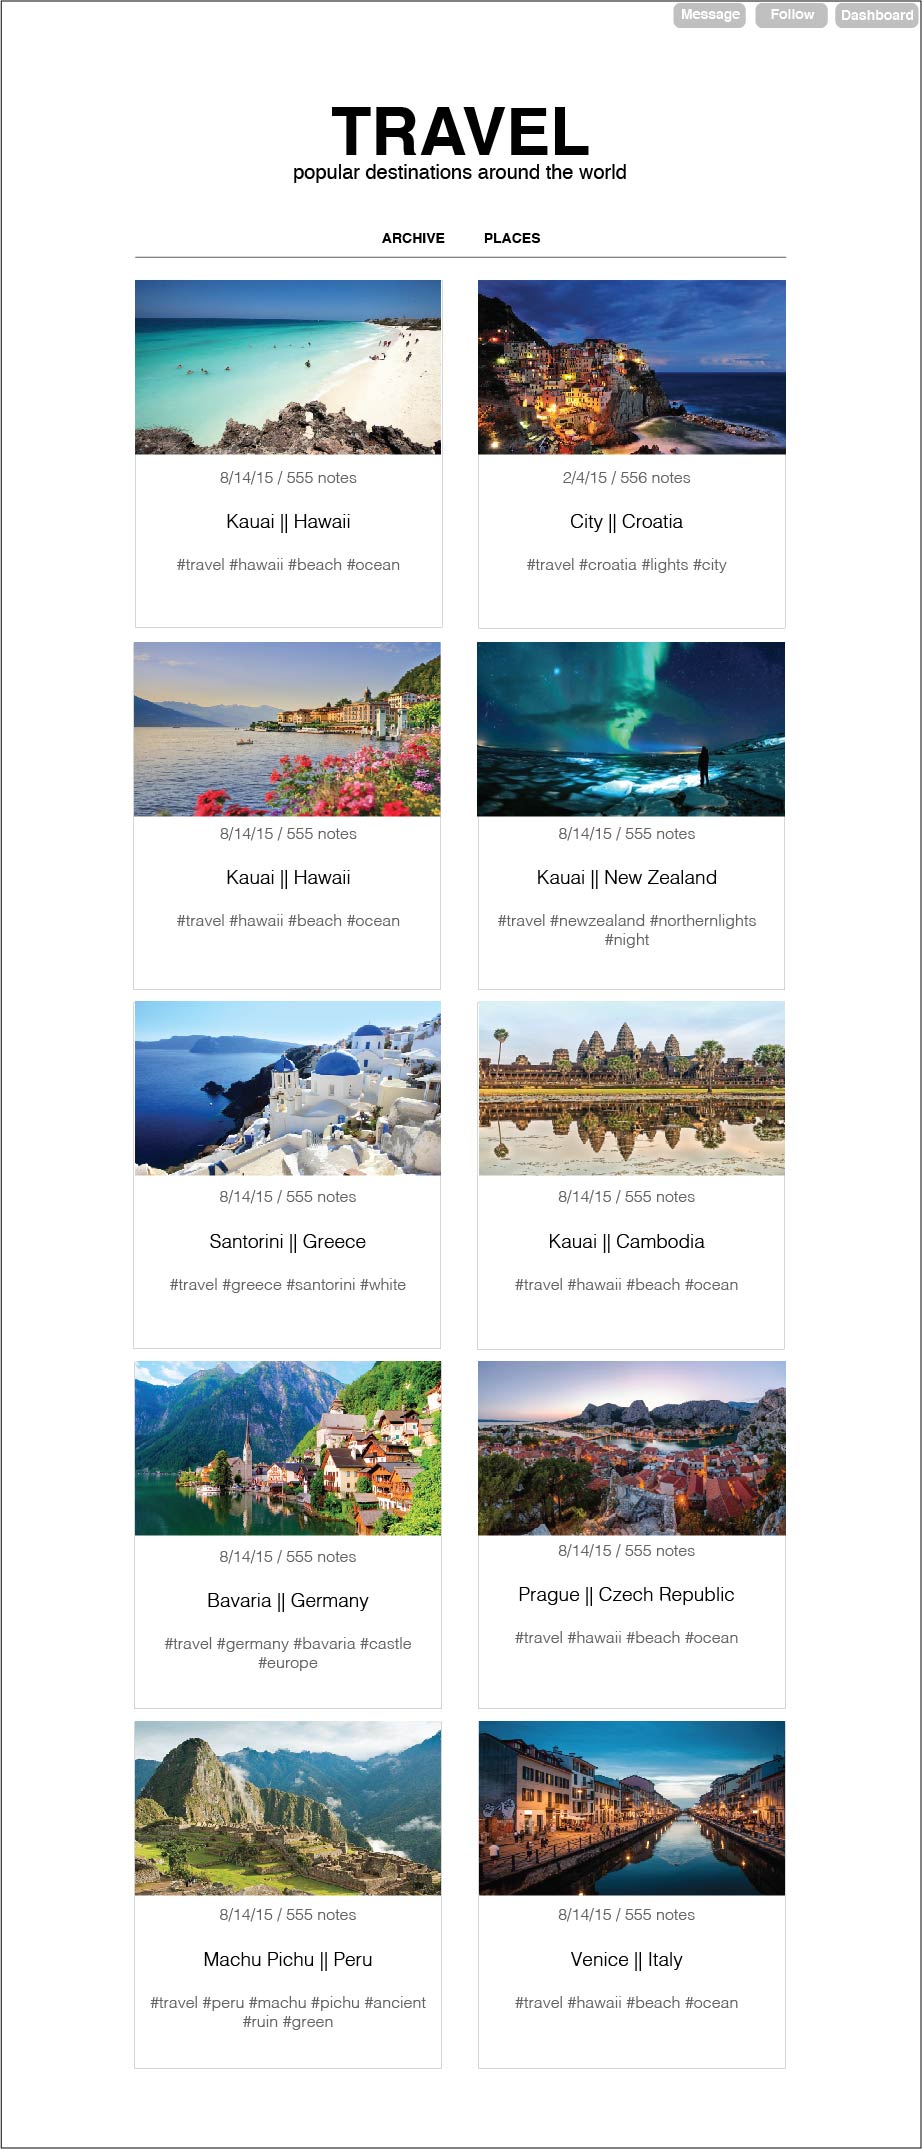 Message Follow Dashboard
TRAVEL
popular destinations around the world
ARCHIVE PLACES
8/14/15 / 555 notes
Kauai || Hawaii
#travel #hawaii #beach #ocean
2/4/15 / 556 notes
City || Croatia
#travel #croatia #lights #city
8/14/15 / 555 notes
Kauai || Hawaii
#travel #hawaii #beach #ocean
8/14/15 / 555 notes
Kauai || New Zealand
#travel #newzealand #northernlights
#night
8/14/15 / 555 notes
Santorini || Greece
#travel #greece #santorini #white
8/14/15 / 555 notes
Kauai || Cambodia
#travel #hawaii #beach #ocean
8/14/15 / 555 notes
Bavaria || Germany
#travel #germany #bavaria #castle
#europe
8/14/15 / 555 notes
Prague || Czech Republic
#travel #hawaii #beach #ocean
8/14/15 / 555 notes
Machu Pichu || Peru
#travel #peru #machu #pichu #ancient
#ruin #green
8/14/15 / 555 notes
Venice || Italy
#travel #hawaii #beach #ocean